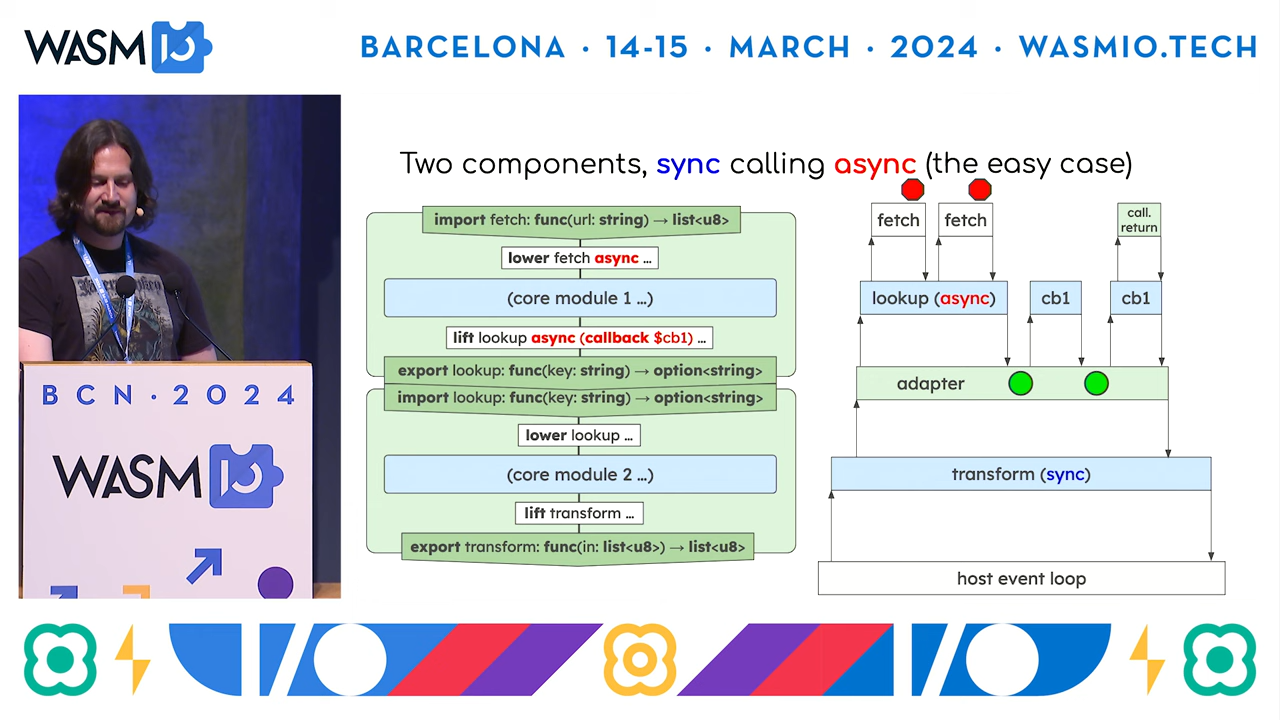 WASM IO
BARCELONA · 14-15 · MARCH · 2024 · WASMIO.TECH
Two components, sync calling async (the easy case)
import fetch: func(url: string) → list<u8>
lower fetch async ...
(core module 1 ...)
lift lookup async (callback $cb1) ...
export lookup: func(key: string) → option<string>
import lookup: func(key: string) → option<string>
lower lookup ...
(core module 2 ...)
lift transform ...
export transform: func(in: list<u8>) → list<u8>
fetch
fetch
call.
return
lookup (async)
cb1
cb1
adapter
transform (sync)
host event loop
BCN·2024
WASM IO